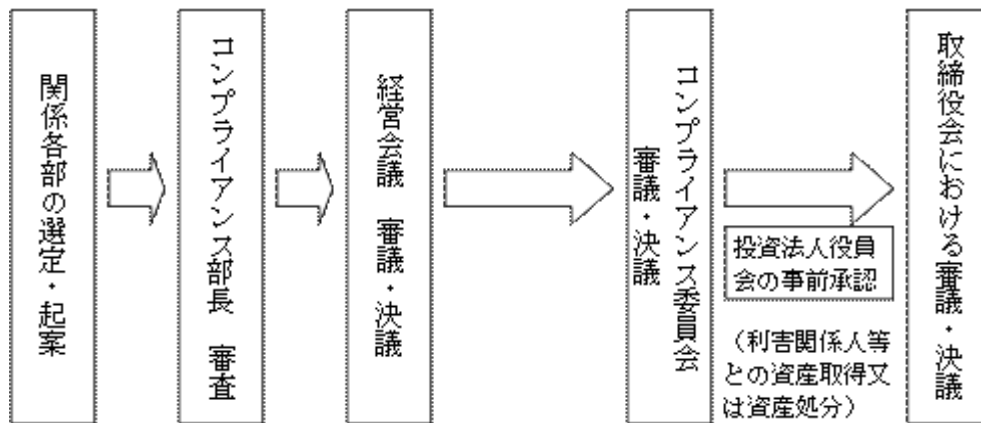 関係各部の選定・起案
コンプライアンス部長　審査
経営会議　審議・決議
コンプライアンス委員会
審議・決議
投資法人役員
会の事前承認
（利害関係人等
との資産取得又
は資産処分）
取締役会における審議・決議